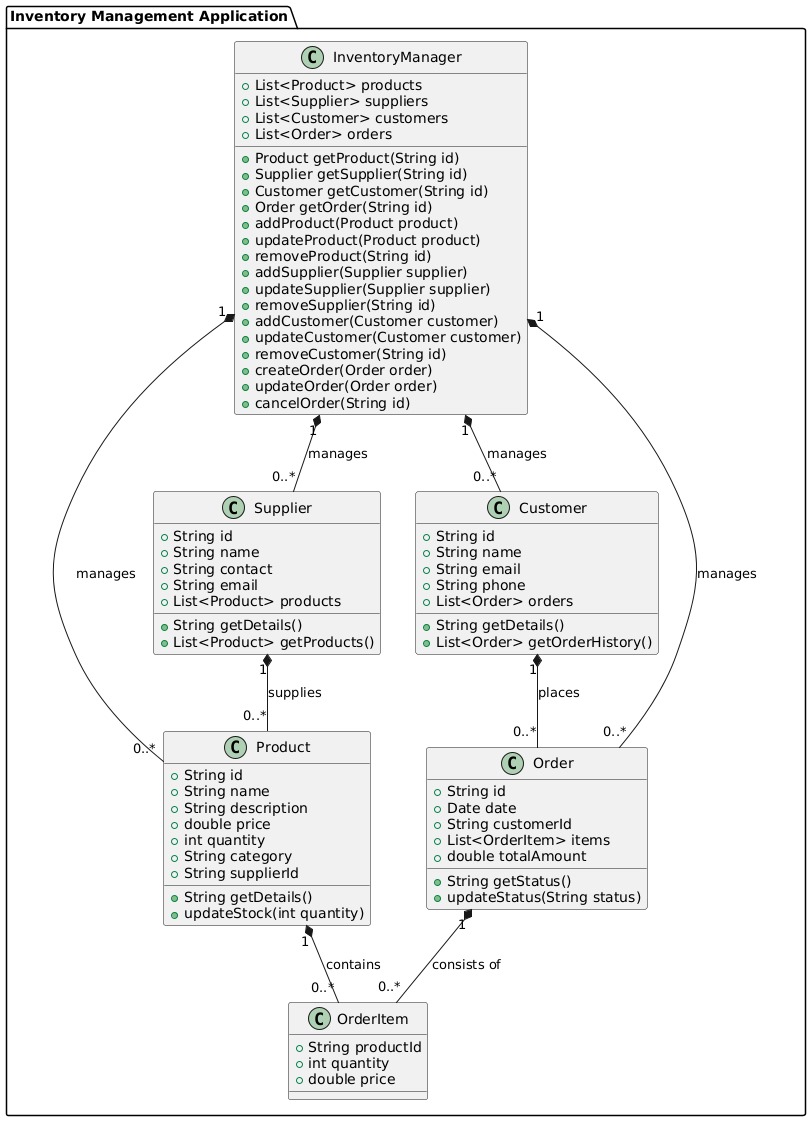 Inventory Management Application
C InventoryManager
List<Product> products
List<Supplier> suppliers
List<Customer> customers
List<Order> orders
Product getProduct(String id)
Supplier getSupplier(String id)
Customer getCustomer(String id)
Order getOrder(String id)
addProduct(Product product)
updateProduct(Product product)
removeProduct(String id)
addSupplier(Supplier supplier)
updateSupplier(Supplier supplier)
removeSupplier(String id)
addCustomer(Customer customer)
updateCustomer(Customer customer)
removeCustomer(String id)
createOrder(Order order)
updateOrder(Order order)
cancelOrder(String id)
1
1
1
1
manages
manages
0..*
0..*
C Supplier
String id
String name
String contact
String email
List<Product> products
String getDetails()
List<Product> getProducts()
C Customer
String id
String name
String email
String phone
List<Order> orders
String getDetails()
List<Order> getOrderHistory()
manages
manages
1
supplies
0..*
1
places
0..*
0..*
0..*
C Product
String id
String name
String description
double price
int quantity
String category
String supplierId
String getDetails()
updateStock(int quantity)
C Order
String id
Date date
String customerId
List<OrderItem> items
double totalAmount
String getStatus()
updateStatus(String status)
1
contains
0..*
1
consists of
0..*
C OrderItem
String productId
int quantity
double price